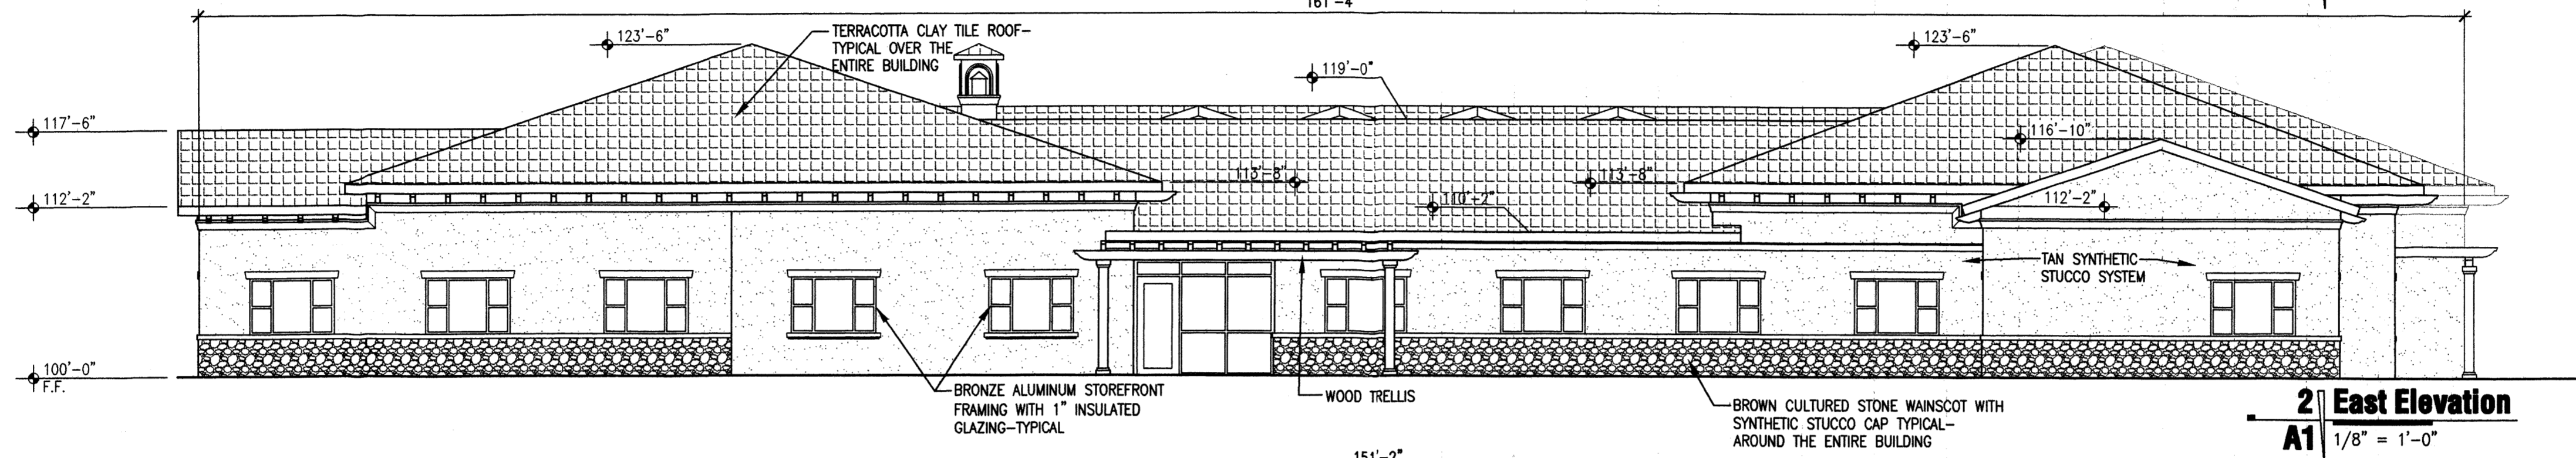 161'-4"
123'-6"
TERRACOTTA CLAY TILE ROOF-
TYPICAL OVER THE
ENTIRE BUILDING
123'-6"
119'-0"
117'-6"
116'-10"
113'-8"
113'-8"
112'-2"
110'-2"
112'-2"
TAN SYNTHETIC
STUCCO SYSTEM
100'-0"
F.F.
BRONZE ALUMINUM STOREFRONT
FRAMING WITH 1" INSULATED
GLAZING-TYPICAL
WOOD TRELLIS
BROWN CULTURED STONE WAINSCOT WITH
SYNTHETIC STUCCO CAP TYPICAL-
AROUND THE ENTIRE BUILDING
2 East Elevation
A1 1/8" = 1'-0"
151'-2"